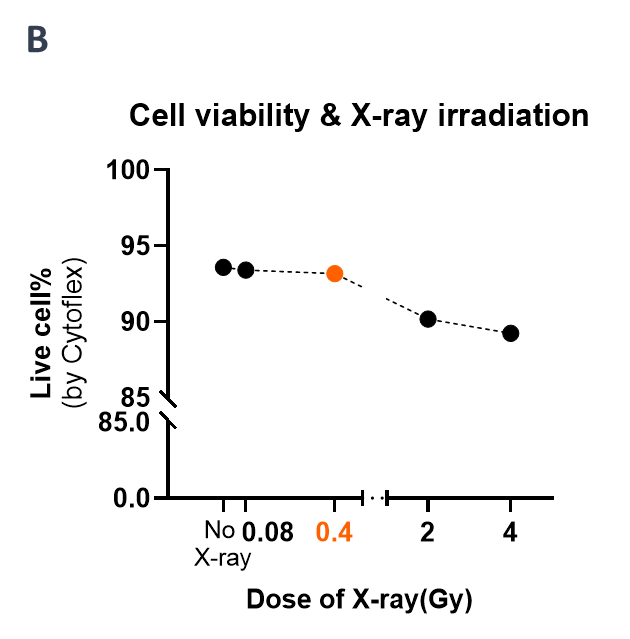 B
Cell viability & X-ray irradiation
100
95
90
85
85.0
0.0
Live cell%
(by Cytoflex)
No 0.08 0.4 2 4
X-ray
Dose of X-ray(Gy)